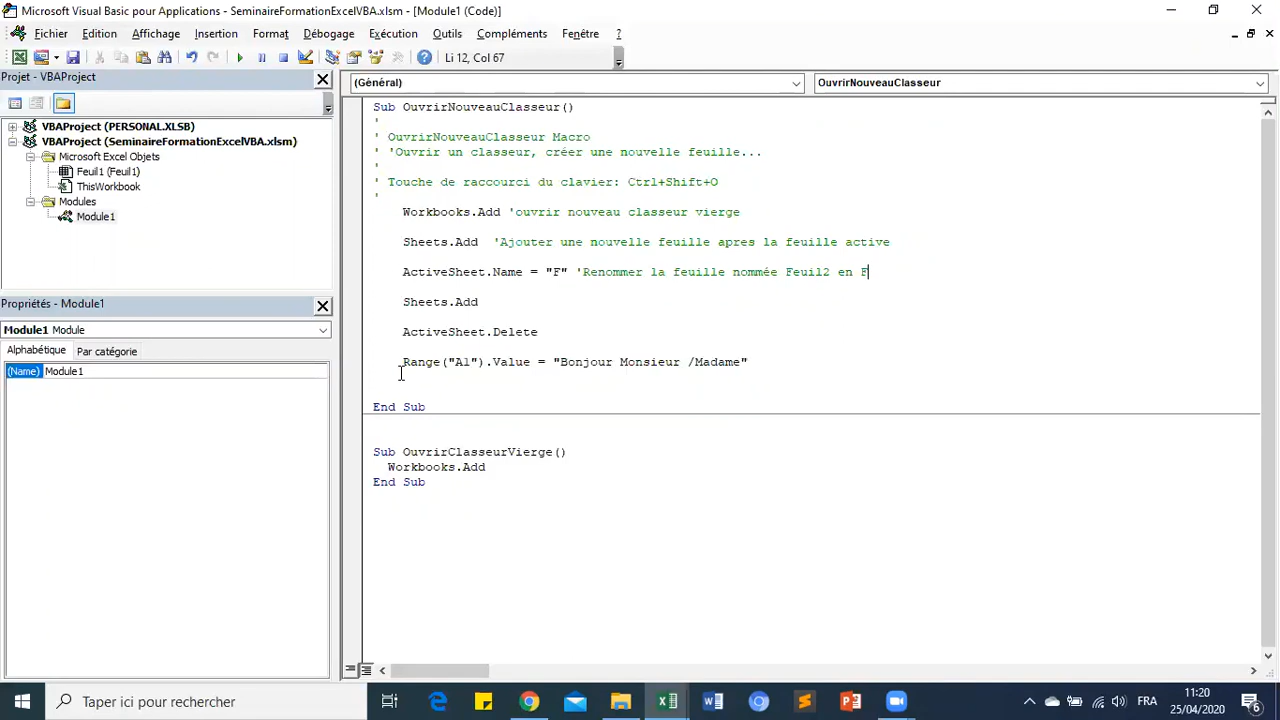 Microsoft Visual Basic pour Applications - SeminaireFormationExcelVBA.xlsm - [Module1 (Code)]
Fichier Edition Affichage Insertion Format Débogage Exécution Outils Compléments Fenêtre ?
Li 12, Col 67
Projet - VBAProject
VBAProject (PERSONAL.XLSB)
VBAProject (SeminaireFormationExcelVBA.xlsm)
Microsoft Excel Objets
Feuil1 (Feuil1)
ThisWorkbook
Modules
Module1
Propriétés - Module1
Module1 Module
Alphabétique Par catégorie
(Name) Module1
(Général) OuvrirNouveauClasseur
Sub OuvrirNouveauClasseur()
'
' OuvrirNouveauClasseur Macro
' 'Ouvrir un classeur, créer une nouvelle feuille...
'
' Touche de raccourci du clavier: Ctrl+Shift+O
'
Workbooks.Add 'ouvrir nouveau classeur vierge
Sheets.Add 'Ajouter une nouvelle feuille apres la feuille active
ActiveSheet.Name = "F" 'Renommer la feuille nommée Feuil2 en F
Sheets.Add
ActiveSheet.Delete
Range("A1").Value = "Bonjour Monsieur /Madame"
End Sub
Sub OuvrirClasseurVierge()
Workbooks.Add
End Sub
Taper ici pour rechercher
FRA
11:20
25/04/2020
6